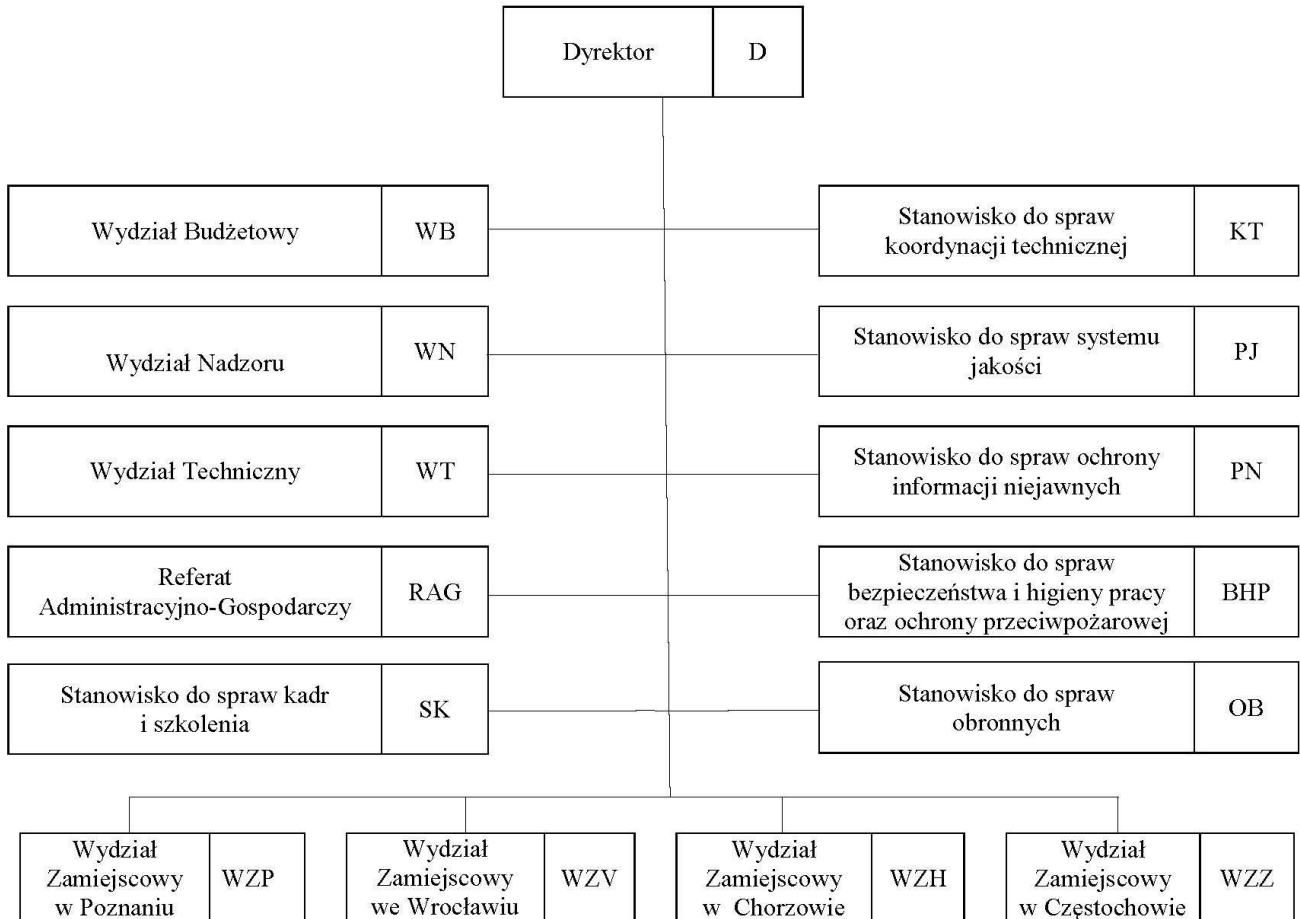 Dyrektor D
Wydział Budżetowy WB
Stanowisko do spraw
koordynacji technicznej
KT
Wydział Nadzoru WN
Stanowisko do spraw systemu
jakości
PJ
Wydział Techniczny WT
Stanowisko do spraw ochrony
informacji niejawnych
PN
Referat
Administracyjno-Gospodarczy
RAG
Stanowisko do spraw
bezpieczeństwa i higieny pracy
oraz ochrony przeciwpożarowej
BHP
Stanowisko do spraw kadr
i szkolenia
SK
Stanowisko do spraw
obronnych
OB
Wydział
Zamiejscowy
w Poznaniu
WZP
Wydział
Zamiejscowy
we Wrocławiu
WZV
Wydział
Zamiejscowy
w Chorzowie
WZH
Wydział
Zamiejscowy
w Częstochowie
WZZ